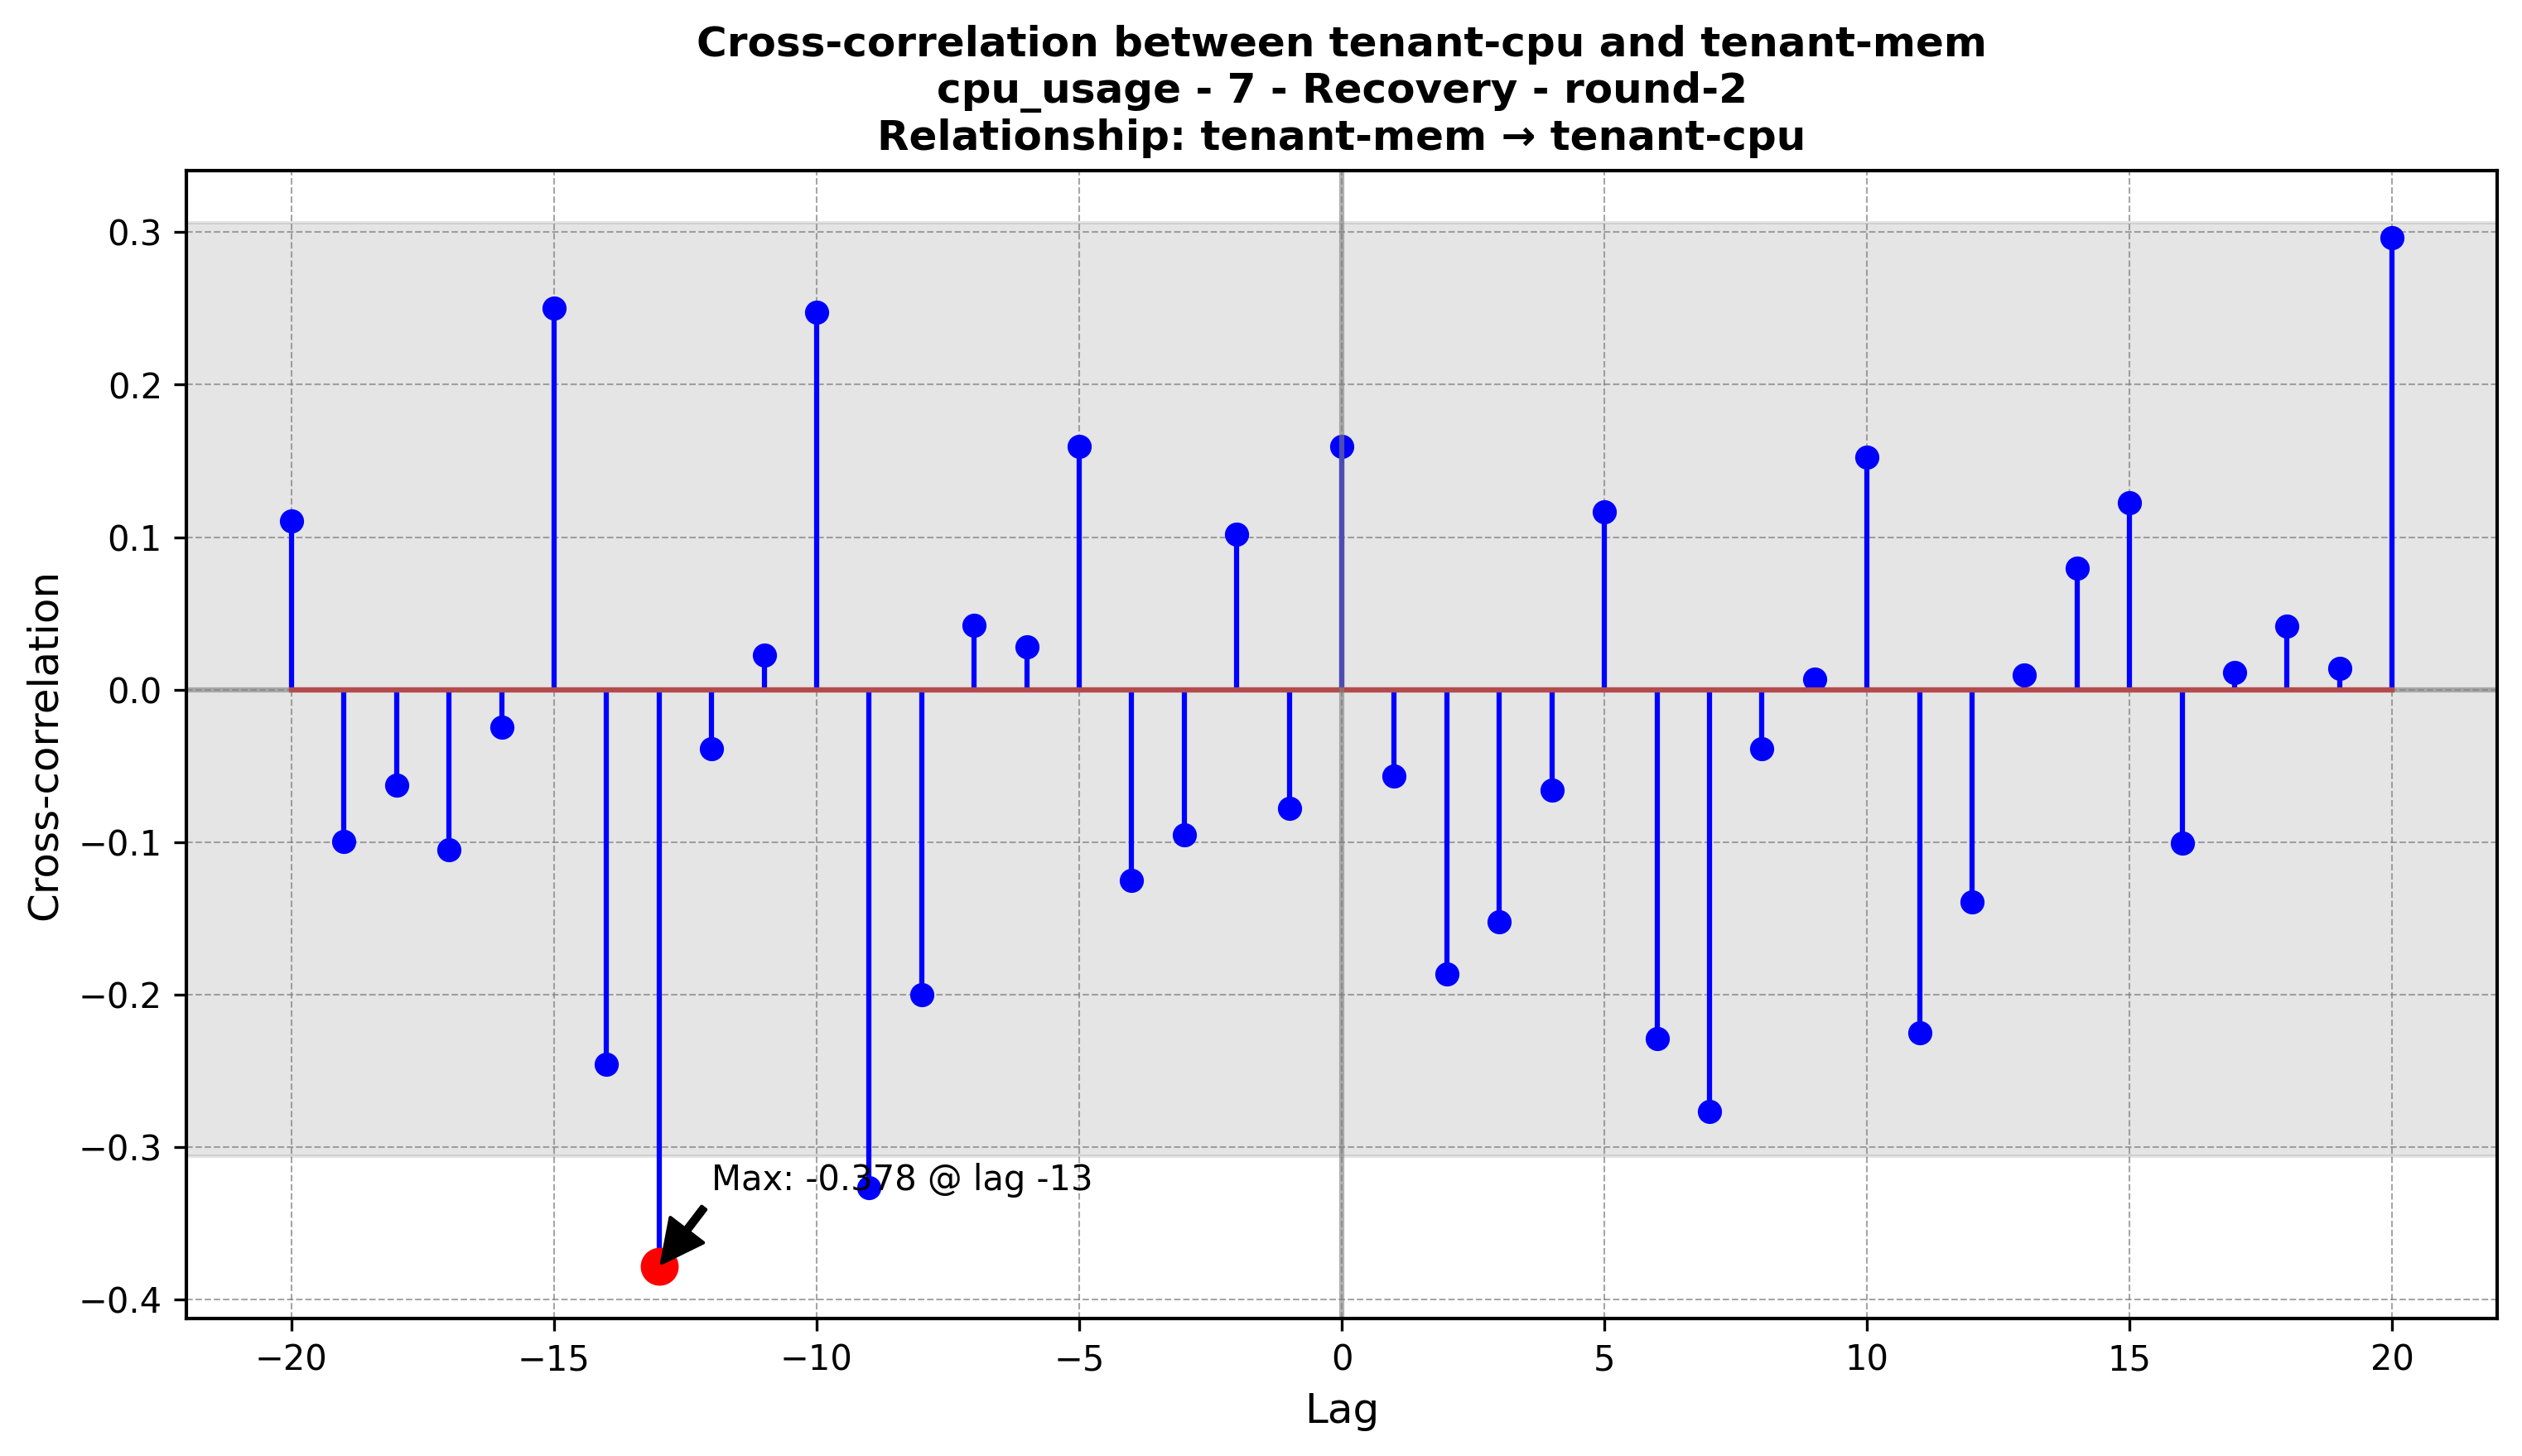 Cross-correlation between tenant-cpu and tenant-mem
cpu_usage - 7 - Recovery - round-2
Relationship: tenant-mem → tenant-cpu
Cross-correlation
0.3
0.2
0.1
0.0
−0.1
−0.2
−0.3
−0.4
Max: -0.378 @ lag -13
−20 −15 −10 −5 0 5 10 15 20
Lag